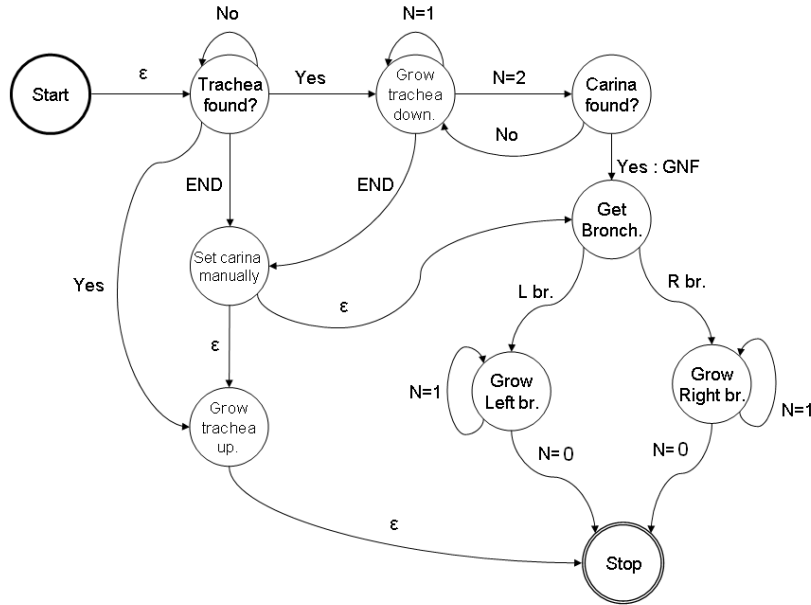 No
N=1
Start
ε
Trachea
found?
Yes
Grow
trachea
down.
N=2
Carina
found?
No
END
END
Yes : GNF
Set carina
manually
Get
Bronch.
Yes
ε
L br.
R br.
ε
N=1
Grow
Left br.
Grow
Right br.
N=1
Grow
trachea
up.
N= 0
N= 0
ε
Stop